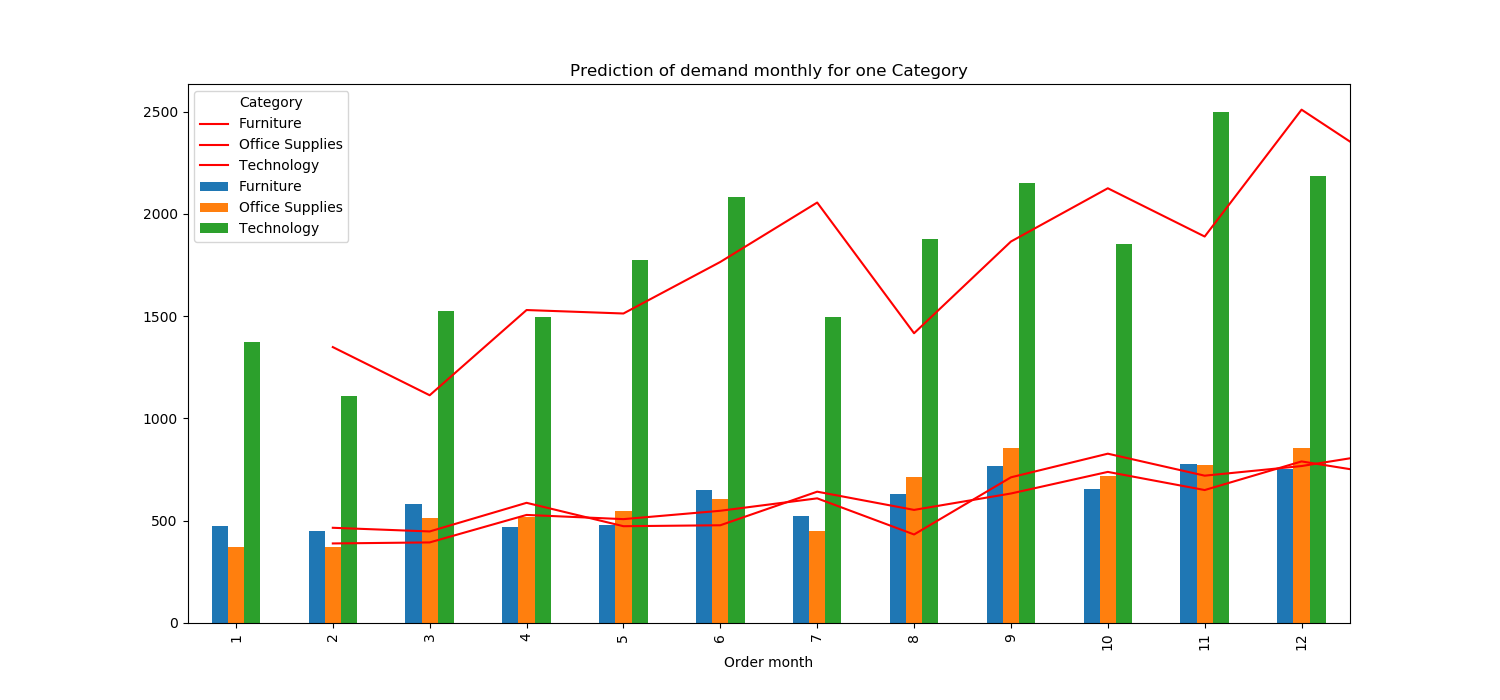 Prediction of demand monthly for one Category
Category
Furniture
Office Supplies
Technology
Furniture
Office Supplies
Technology
2500
2000
1500
1000
500
0
1 2 3 4 5 6 7 8 9 10 11 12
Order month